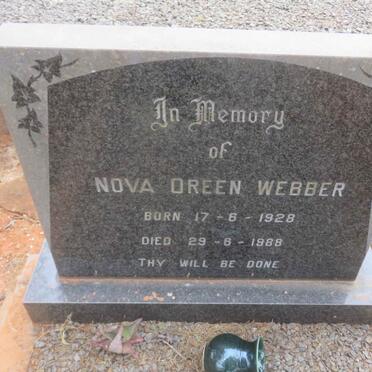 In Memory
of
NOVA OREEN WEBBER
BORN 17-6-1928
DIED 29-6-1988
THY WILL BE DONE